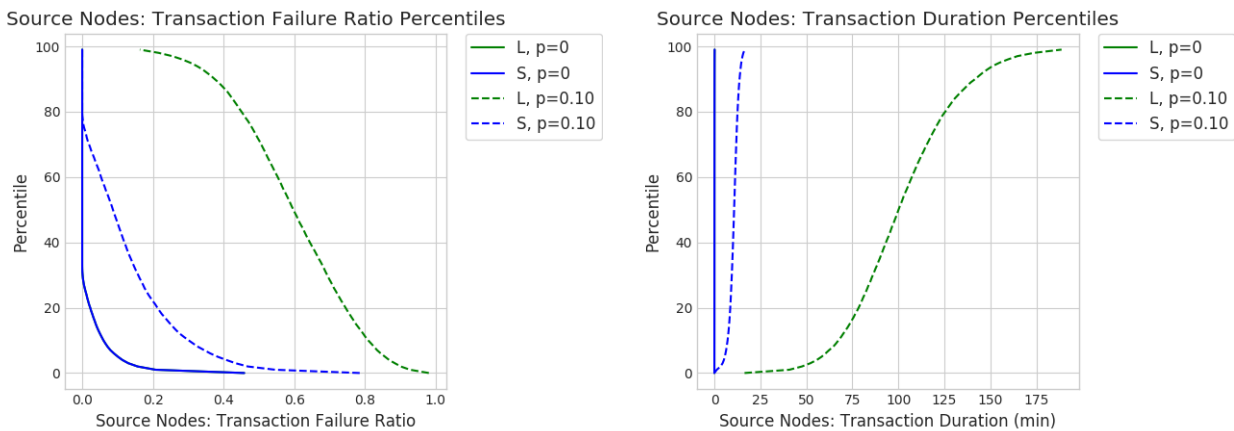 Source Nodes: Transaction Failure Ratio Percentiles
100
80
60
40
20
0
Percentile
0.0 0.2 0.4 0.6 0.8 1.0
Source Nodes: Transaction Failure Ratio
L, p=0
S, p=0
L, p=0.10
S, p=0.10
Source Nodes: Transaction Duration Percentiles
100
80
60
40
20
0
Percentile
0 25 50 75 100 125 150 175
Source Nodes: Transaction Duration (min)
L, p=0
S, p=0
L, p=0.10
S, p=0.10